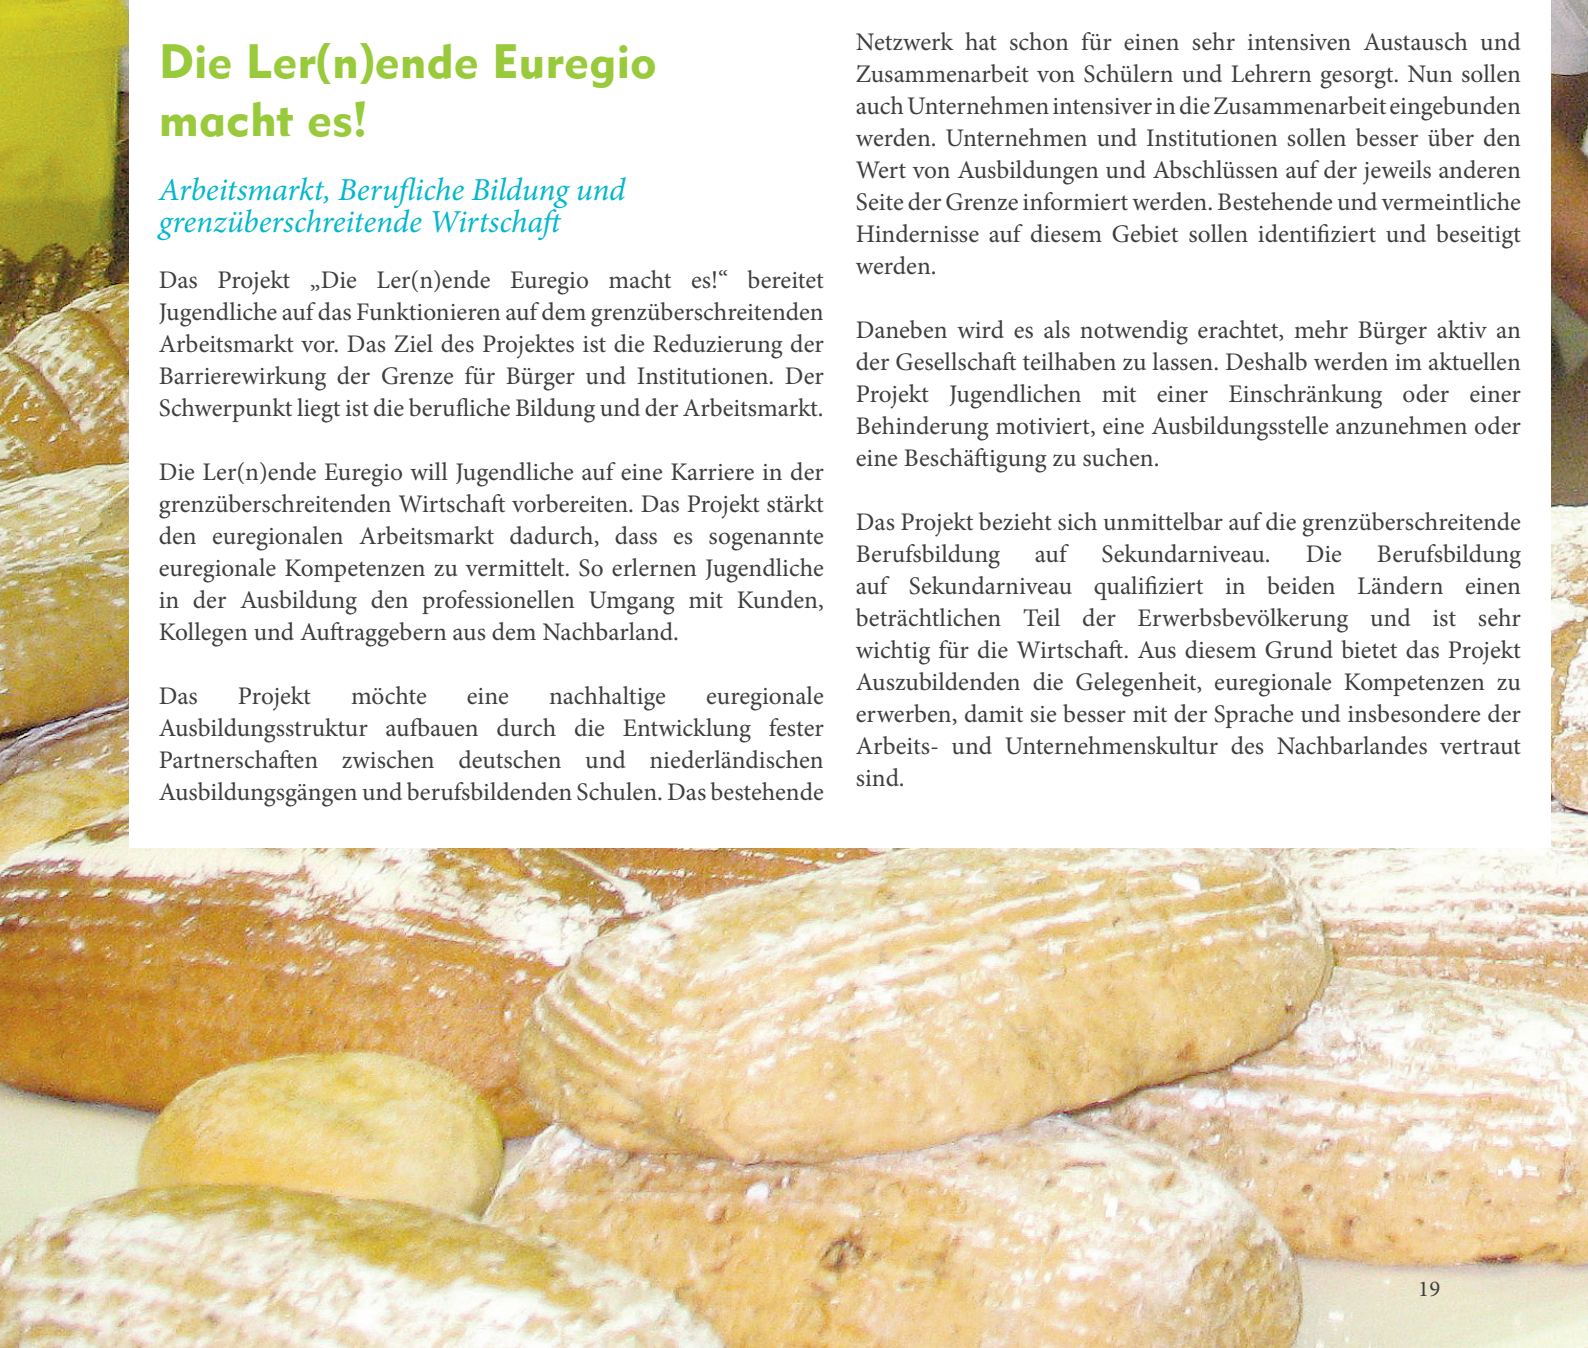 Die Ler(n)ende Euregio
macht es!
Arbeitsmarkt, Berufliche Bildung und
grenzüberschreitende Wirtschaft
Das Projekt „Die Ler(n)ende Euregio macht es!“ bereitet
Jugendliche auf das Funktionieren auf dem grenzüberschreitenden
Arbeitsmarkt vor. Das Ziel des Projektes ist die Reduzierung der
Barrierewirkung der Grenze für Bürger und Institutionen. Der
Schwerpunkt liegt ist die berufliche Bildung und der Arbeitsmarkt.
Die Ler(n)ende Euregio will Jugendliche auf eine Karriere in der
grenzüberschreitenden Wirtschaft vorbereiten. Das Projekt stärkt
den euregionalen Arbeitsmarkt dadurch, dass es sogenannte
euregionale Kompetenzen zu vermittelt. So erlernen Jugendliche
in der Ausbildung den professionellen Umgang mit Kunden,
Kollegen und Auftraggebern aus dem Nachbarland.
Das Projekt möchte eine nachhaltige euregionale
Ausbildungsstruktur aufbauen durch die Entwicklung fester
Partnerschaften zwischen deutschen und niederländischen
Ausbildungsgängen und berufsbildenden Schulen. Das bestehende
Netzwerk hat schon für einen sehr intensiven Austausch und
Zusammenarbeit von Schülern und Lehrern gesorgt. Nun sollen
auch Unternehmen intensiver in die Zusammenarbeit eingebunden
werden. Unternehmen und Institutionen sollen besser über den
Wert von Ausbildungen und Abschlüssen auf der jeweils anderen
Seite der Grenze informiert werden. Bestehende und vermeintliche
Hindernisse auf diesem Gebiet sollen identifiziert und beseitigt
werden.
Daneben wird es als notwendig erachtet, mehr Bürger aktiv an
der Gesellschaft teilhaben zu lassen. Deshalb werden im aktuellen
Projekt Jugendlichen mit einer Einschränkung oder einer
Behinderung motiviert, eine Ausbildungsstelle anzunehmen oder
eine Beschäftigung zu suchen.
Das Projekt bezieht sich unmittelbar auf die grenzüberschreitende
Berufsbildung auf Sekundarniveau. Die Berufsbildung
auf Sekundarniveau qualifiziert in beiden Ländern einen
beträchtlichen Teil der Erwerbsbevölkerung und ist sehr
wichtig für die Wirtschaft. Aus diesem Grund bietet das Projekt
Auszubildenden die Gelegenheit, euregionale Kompetenzen zu
erwerben, damit sie besser mit der Sprache und insbesondere der
Arbeits- und Unternehmenskultur des Nachbarlandes vertraut
sind.
19